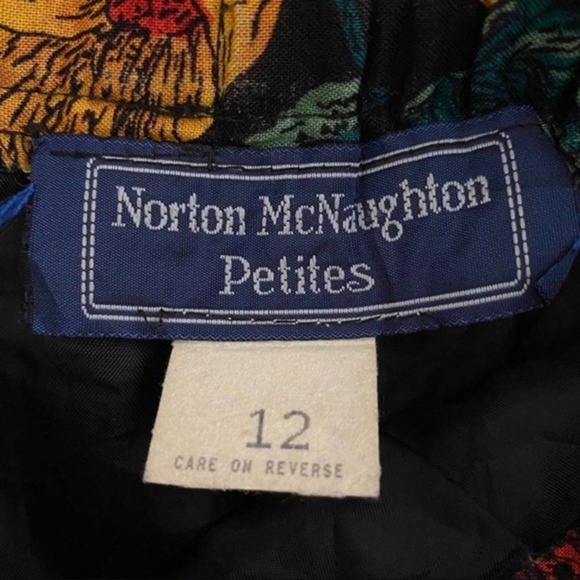 Norton McNaughton
Petites
12
CARE ON REVERSE